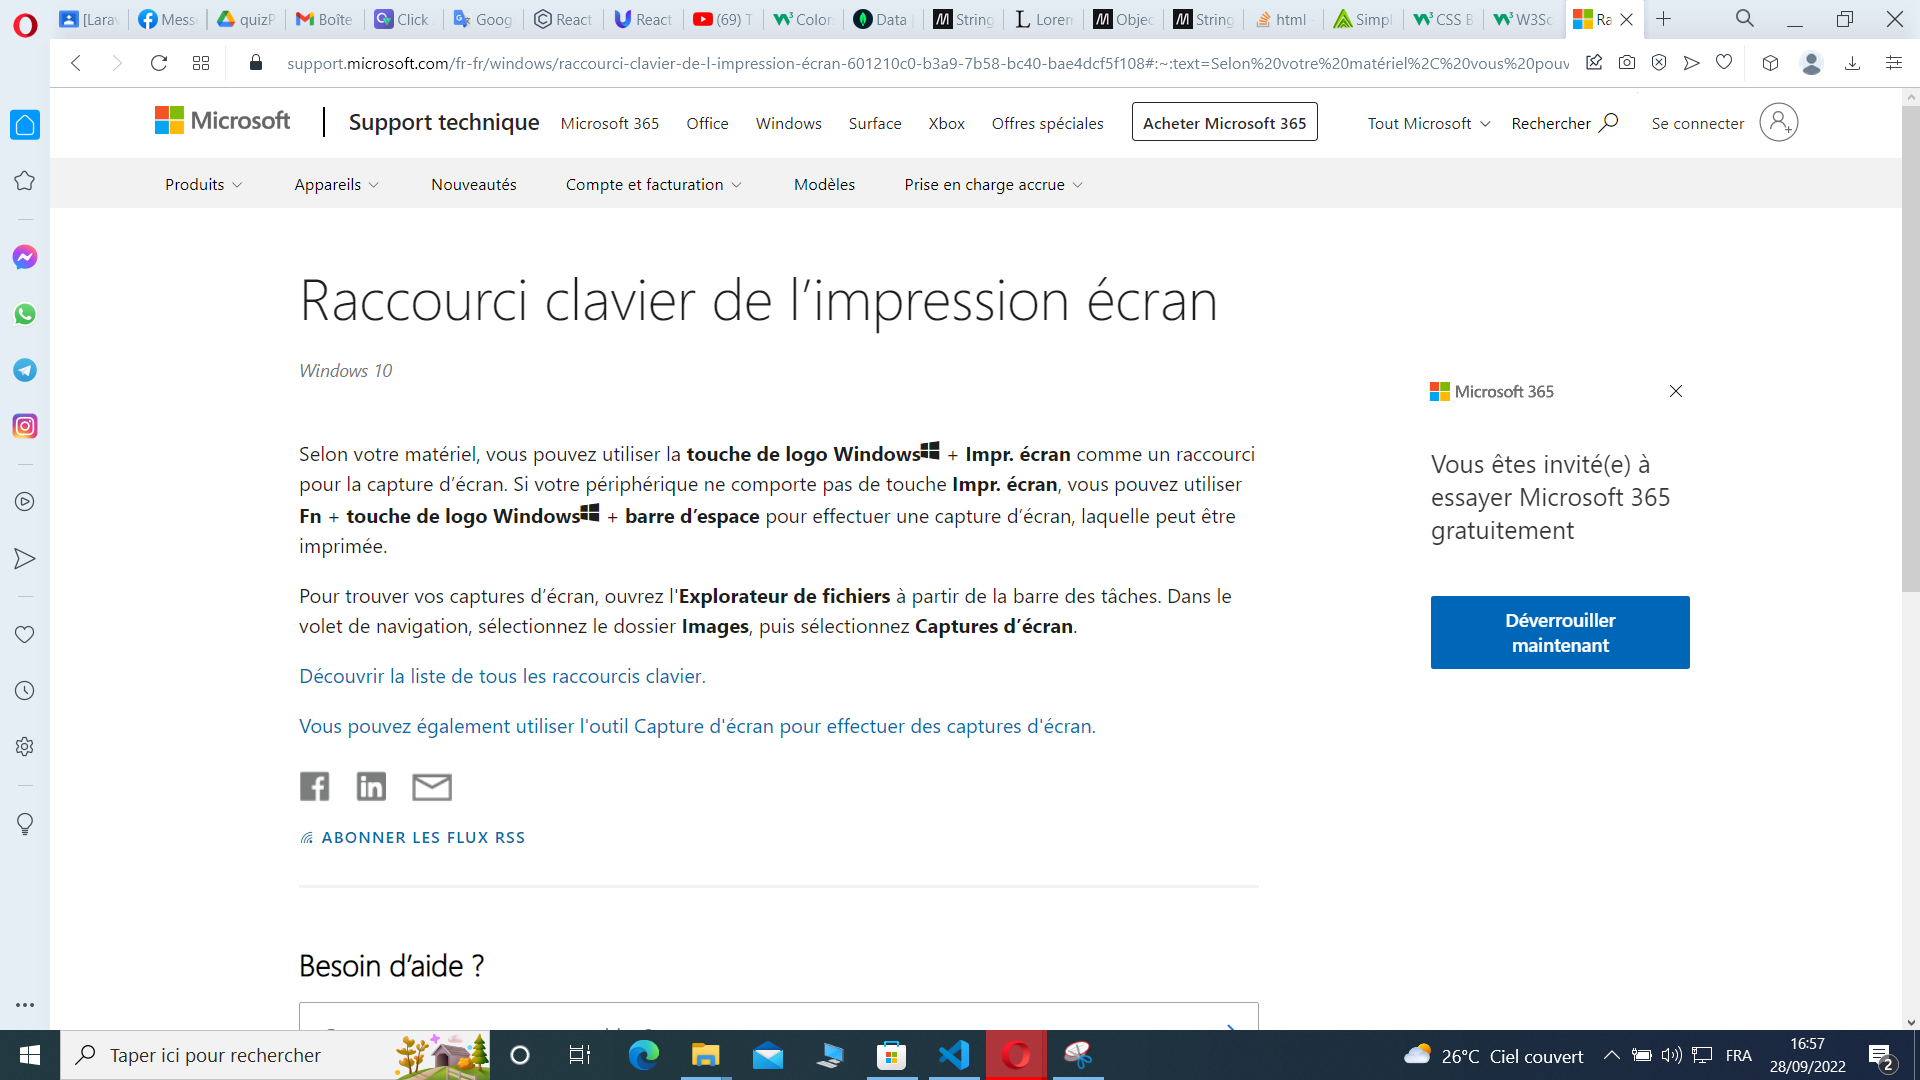 [Larav
Mess
quizP
Boîte
Click
Goog
React
React
(69) T
Color
Data
String
Lorem
Objec
String
html
Simpl
CSS B
W3Sc
Ra
support.microsoft.com/fr-fr/windows/raccourci-clavier-de-l-impression-écran-601210c0-b3a9-7b58-bc40-bae4dcf5f108#:~:text=Selon%20votre%20matériel%2C%20vous%20pouv
Microsoft
Support technique
Microsoft 365
Office
Windows
Surface
Xbox
Offres spéciales
Acheter Microsoft 365
Tout Microsoft
Rechercher
Se connecter
Produits
Appareils
Nouveautés
Compte et facturation
Modèles
Prise en charge accrue
Raccourci clavier de l’impression écran
Windows 10
Selon votre matériel, vous pouvez utiliser la touche de logo Windows + Impr. écran comme un raccourci
pour la capture d’écran. Si votre périphérique ne comporte pas de touche Impr. écran, vous pouvez utiliser
Fn + touche de logo Windows + barre d’espace pour effectuer une capture d’écran, laquelle peut être
imprimée.
Pour trouver vos captures d’écran, ouvrez l'Explorateur de fichiers à partir de la barre des tâches. Dans le
volet de navigation, sélectionnez le dossier Images, puis sélectionnez Captures d’écran.
Découvrir la liste de tous les raccourcis clavier.
Vous pouvez également utiliser l'outil Capture d'écran pour effectuer des captures d'écran.
ABONNER LES FLUX RSS
Besoin d’aide ?
Microsoft 365
Vous êtes invité(e) à
essayer Microsoft 365
gratuitement
Déverrouiller
maintenant
Taper ici pour rechercher
26°C Ciel couvert
FRA
16:57
28/09/2022
2